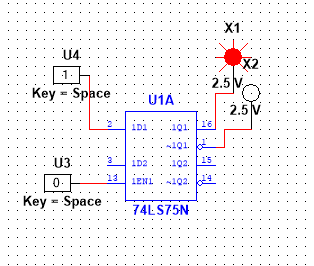 X1
U4
X2
1
2.5 V
Key = Space
U1A
2.5 V
2
1D1
1Q1
16
U3
~1Q1
1
3
1D2
1Q2
15
0
13
1EN1
~1Q2
14
Key = Space
74LS75N